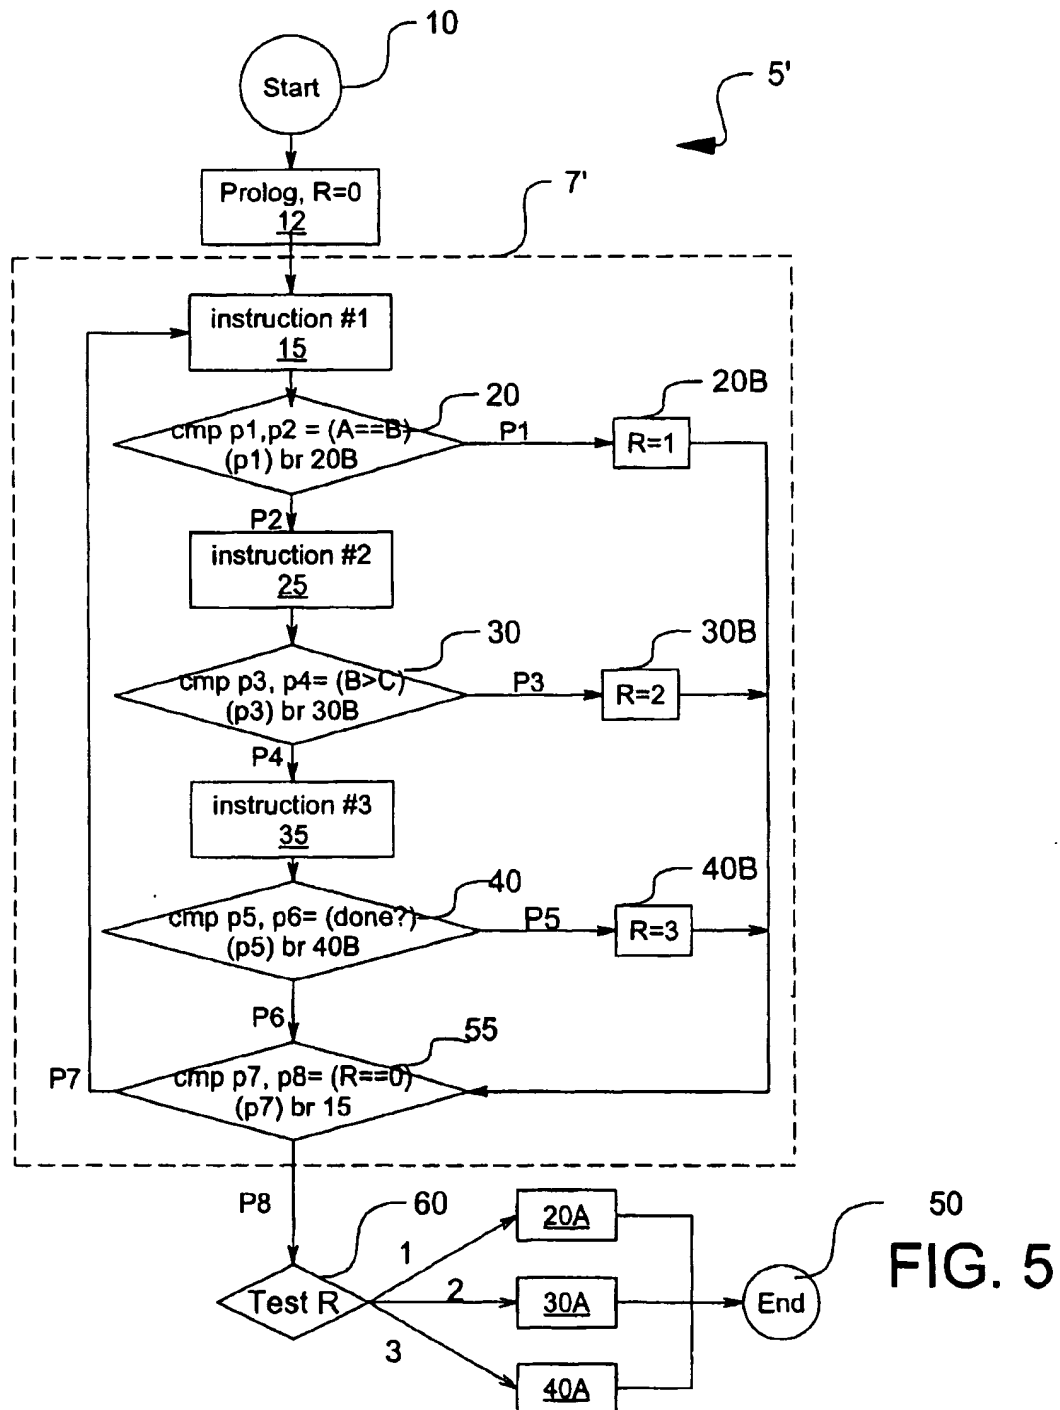 10
Start
5'
Prolog, R=0
12
7'
instruction #1
15
20
20B
cmp p1,p2 = (A==B)
(p1) br 20B
P1
R=1
P2
instruction #2
25
30
30B
cmp p3, p4= (B>C)
(p3) br 30B
P3
R=2
P4
instruction #3
35
40
40B
cmp p5, p6= (done?)
(p5) br 40B
P5
R=3
P6
55
P7
cmp p7, p8= (R==0)
(p7) br 15
P8
60
20A
50
1
Test R
2
30A
End
FIG. 5
3
40A